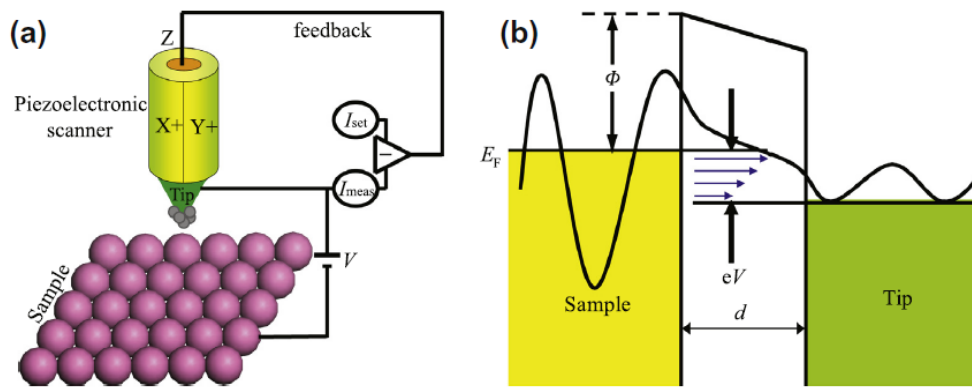 (a)
Z
feedback
Piezoelectronic
scanner
X+ Y+
I_set
−
Tip
I_meas
V
Sample
(b)
Φ
E_F
eV
Sample
d
Tip